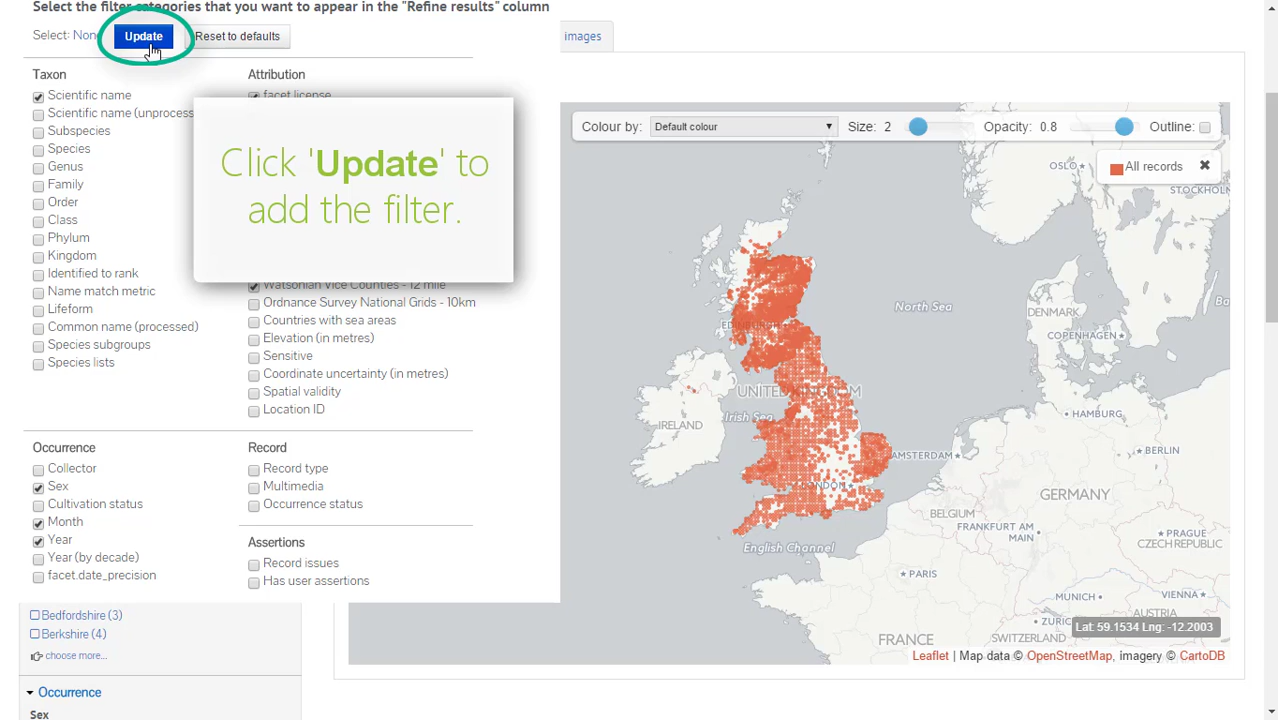 Select the filter categories that you want to appear in the "Refine results" column
Select: None
Update
Reset to defaults
Taxon
Scientific name
Scientific name (unprocess
Subspecies
Species
Genus
Family
Order
Class
Phylum
Kingdom
Identified to rank
Name match metric
Lifeform
Common name (processed)
Species subgroups
Species lists
Attribution
facet.license
Click 'Update' to
add the filter.
Watsonian Vice Counties - 12 mile
Ordnance Survey National Grids - 10km
Countries with sea areas
Elevation (in metres)
Sensitive
Coordinate uncertainty (in metres)
Spatial validity
Location ID
Occurrence
Collector
Sex
Cultivation status
Month
Year
Year (by decade)
facet.date_precision
Record
Record type
Multimedia
Occurrence status
Assertions
Record issues
Has user assertions
Bedfordshire (3)
Berkshire (4)
choose more...
Occurrence
Sex
images
Colour by:
Default colour
Size: 2
Opacity: 0.8
Outline:
All records
OSLO
STOCKHOL
North Sea
DENMARK
COPENHAGEN
UNITED KINGDOM
Irish Sea
IRELAND
HAMBURG
AMSTERDAM
BERLIN
LONDON
BELGIUM
GERMANY
FRANKFURT AM
MAIN
PRAGUE
CZECH REPUBLIC
English Channel
PARIS
MUNICH
VIENNA
AUSTRIA
SWITZERLAND
FRANCE
Lat: 59.1534 Lng: -12.2003
Leaflet | Map data © OpenStreetMap, imagery © CartoDB